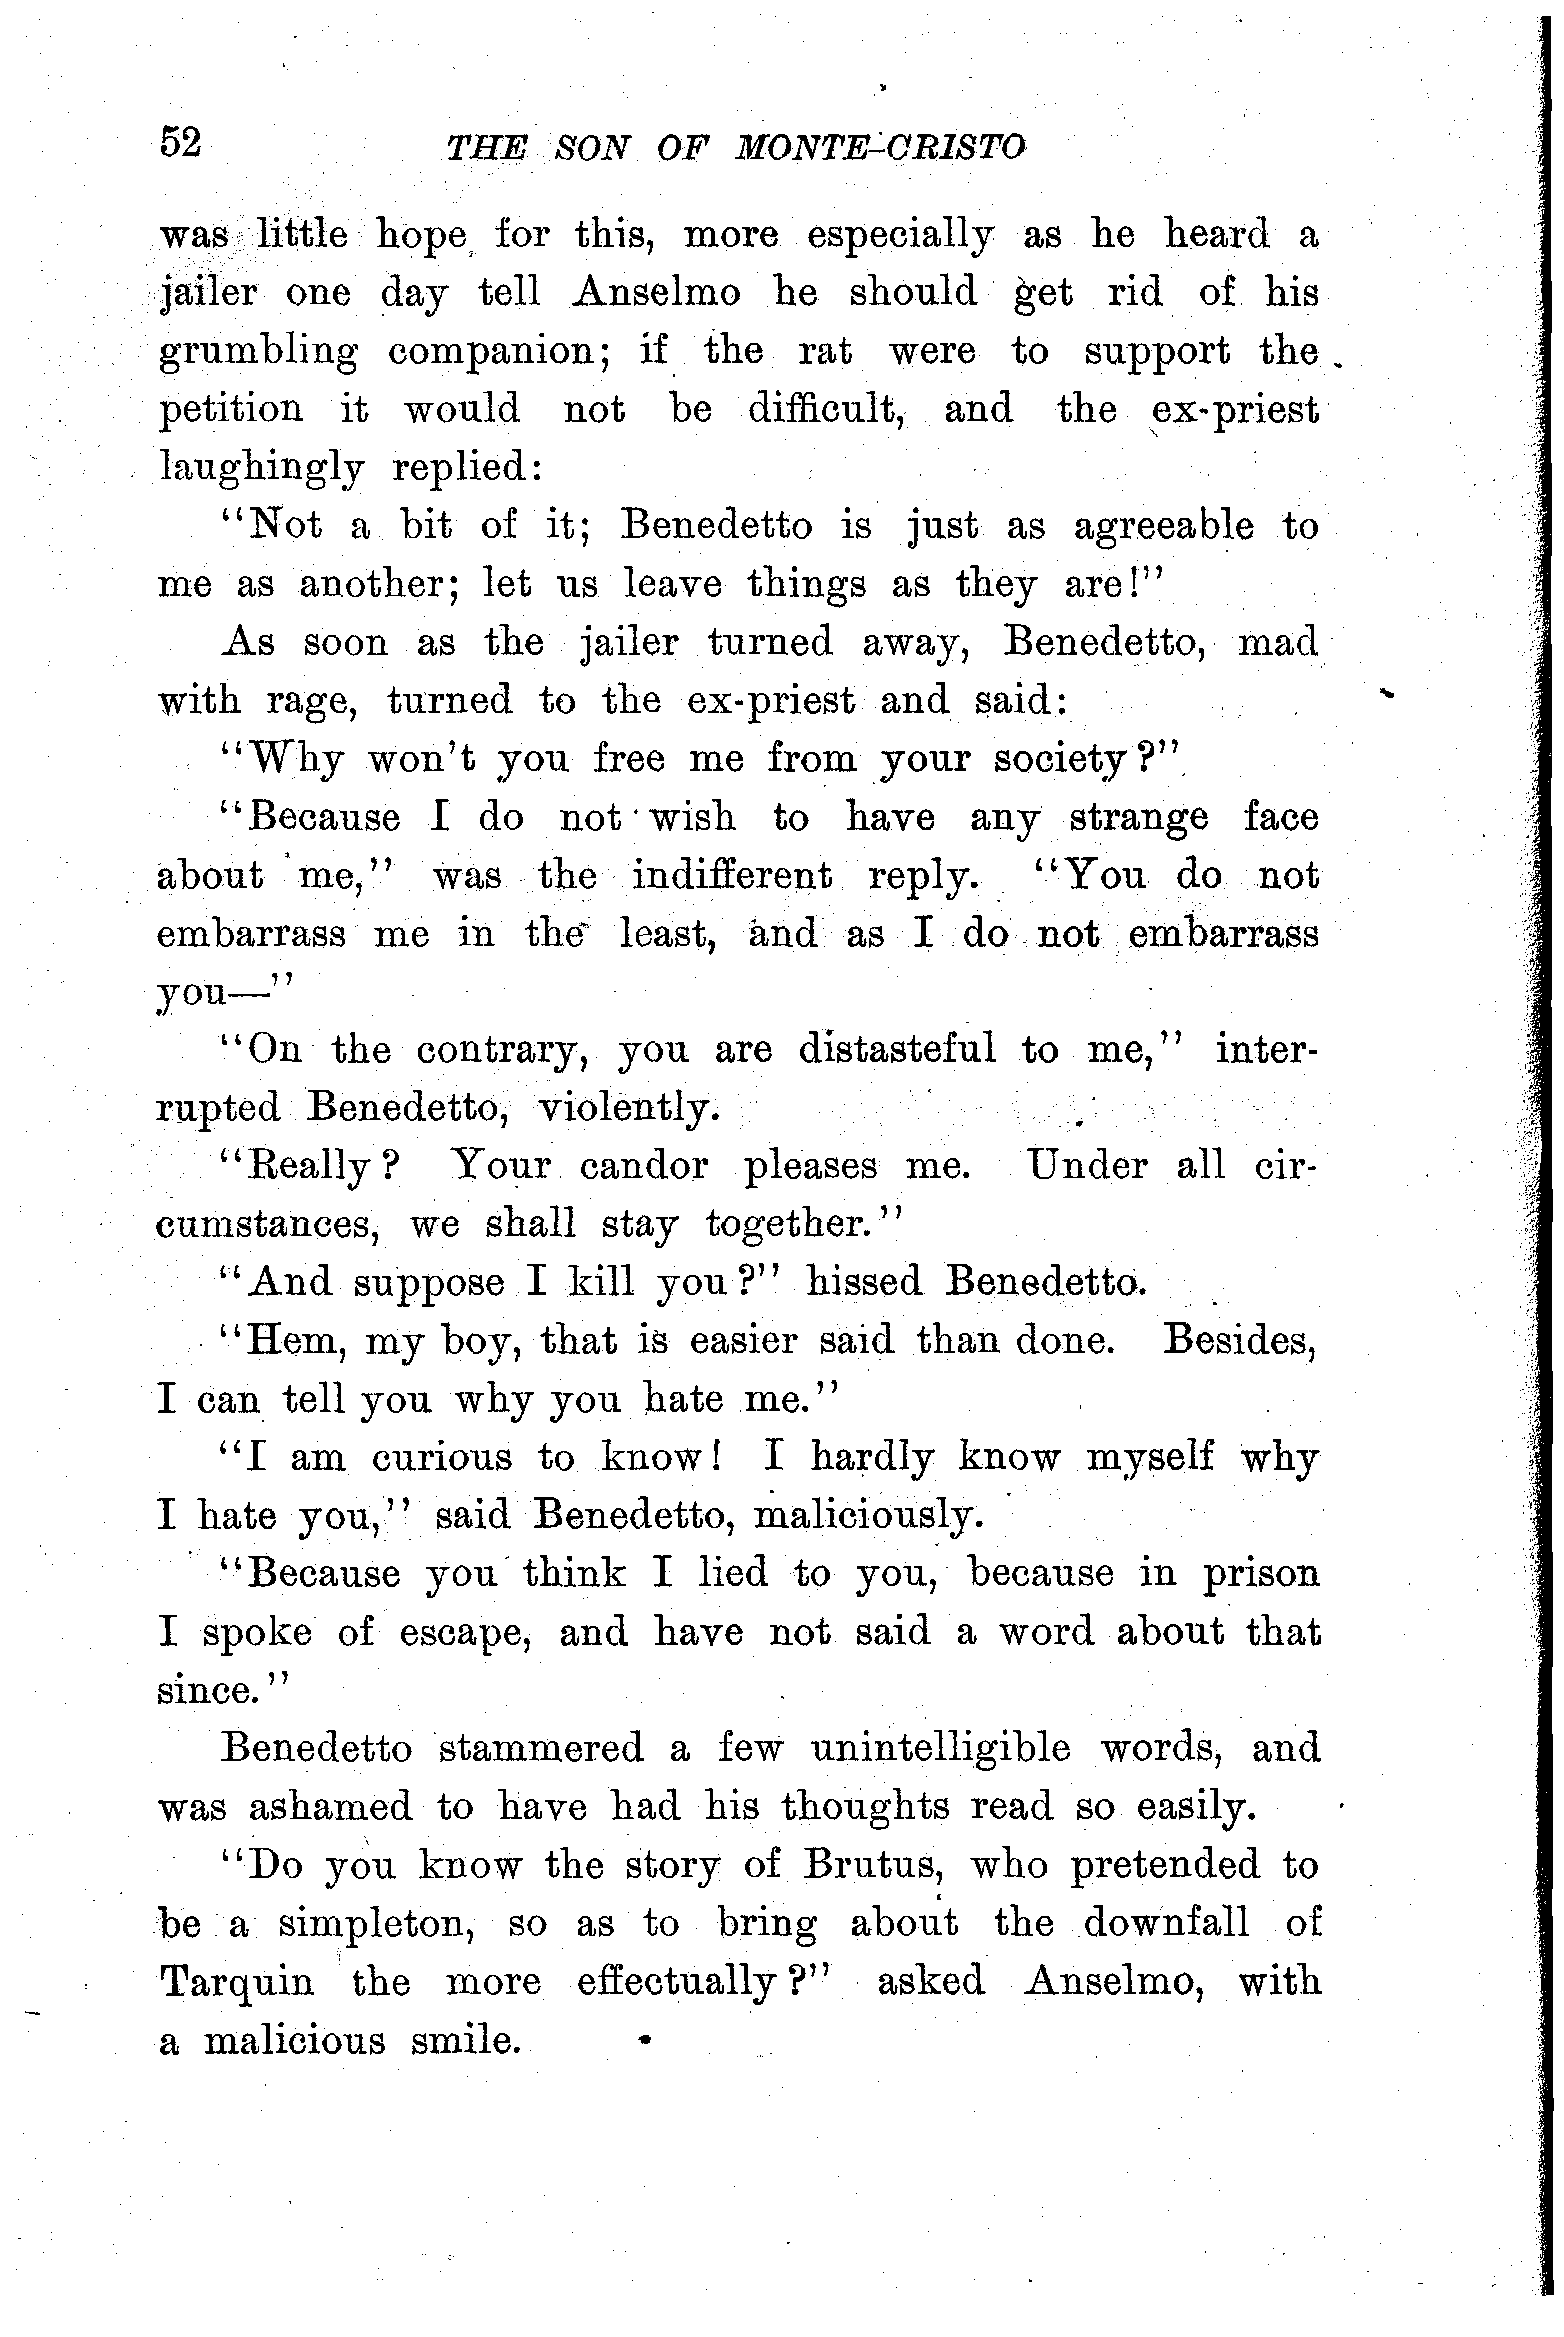 52 THE SON OF MONTE-CRISTO
was little hope for this, more especially as he heard a
jailer one day tell Anselmo he should get rid of his
grumbling companion; if the rat were to support the
petition it would not be difficult, and the ex-priest
laughingly replied:
"Not a bit of it; Benedetto is just as agreeable to
me as another; let us leave things as they are!"
As soon as the jailer turned away, Benedetto, mad
with rage, turned to the ex-priest and said:
"Why won't you free me from your society?"
"Because I do not wish to have any strange face
about me," was the indifferent reply. "You do not
embarrass me in the least, and as I do not embarrass
you—"
"On the contrary, you are distasteful to me," inter-
rupted Benedetto, violently.
"Really? Your candor pleases me. Under all cir-
cumstances, we shall stay together."
"And suppose I kill you?" hissed Benedetto.
"Hem, my boy, that is easier said than done. Besides,
I can tell you why you hate me."
"I am curious to know! I hardly know myself why
I hate you," said Benedetto, maliciously.
"Because you think I lied to you, because in prison
I spoke of escape, and have not said a word about that
since."
Benedetto stammered a few unintelligible words, and
was ashamed to have had his thoughts read so easily.
"Do you know the story of Brutus, who pretended to
be a simpleton, so as to bring about the downfall of
Tarquin the more effectually?" asked Anselmo, with
a malicious smile.